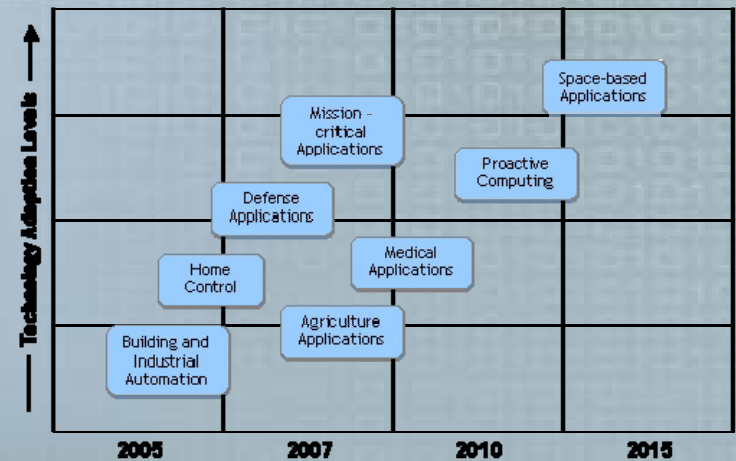 Technology Adoption Levels
Space-based
Applications
Mission -
critical
Applications
Proactive
Computing
Defense
Applications
Medical
Applications
Home
Control
Agriculture
Applications
Building and
Industrial
Automation
2005
2007
2010
2015